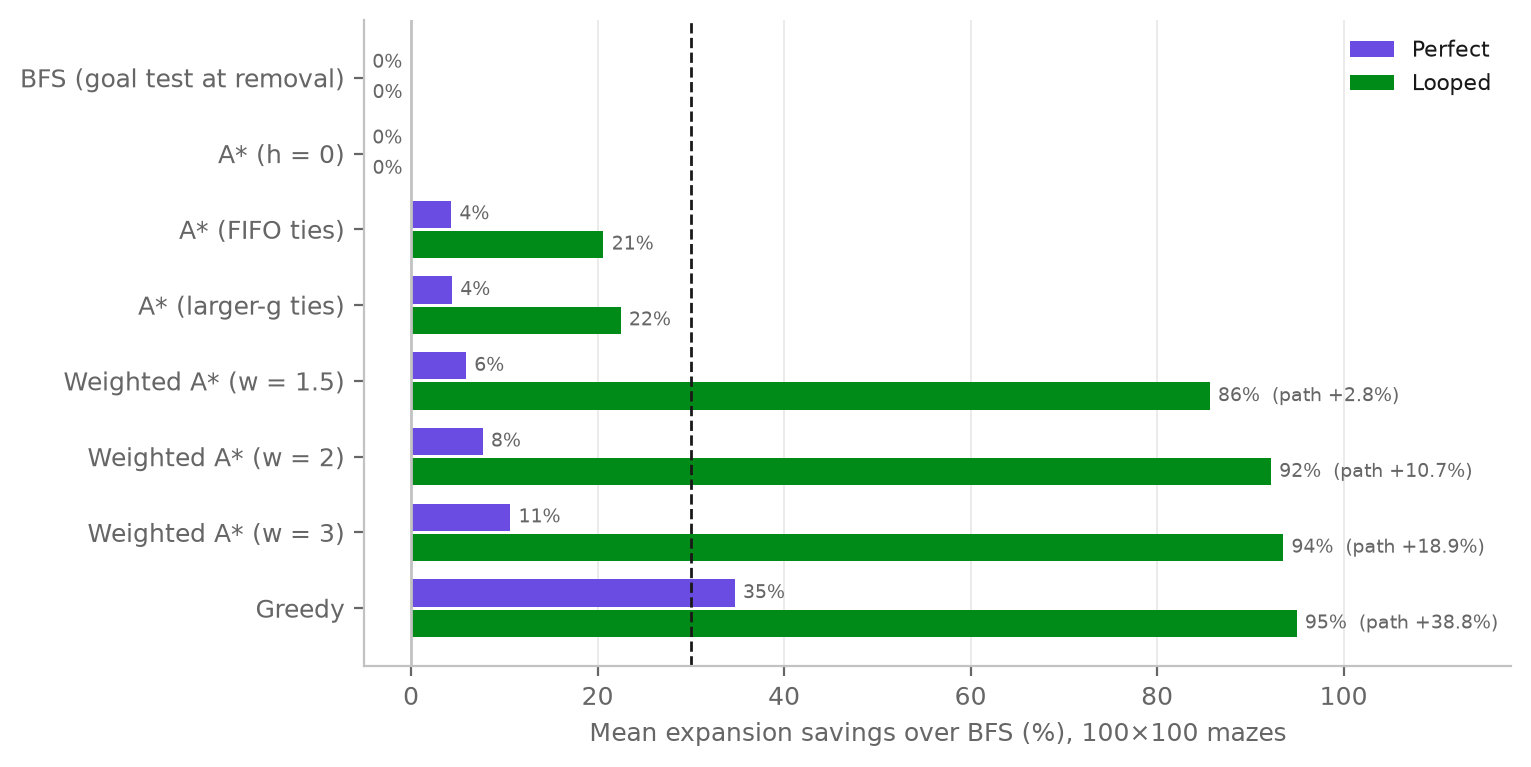 Perfect
Looped
BFS (goal test at removal)
0%
0%
A* (h = 0)
0%
0%
A* (FIFO ties)
4%
21%
A* (larger-g ties)
4%
22%
Weighted A* (w = 1.5)
6%
86% (path +2.8%)
Weighted A* (w = 2)
8%
92% (path +10.7%)
Weighted A* (w = 3)
11%
94% (path +18.9%)
Greedy
35%
95% (path +38.8%)
0 20 40 60 80 100
Mean expansion savings over BFS (%), 100×100 mazes